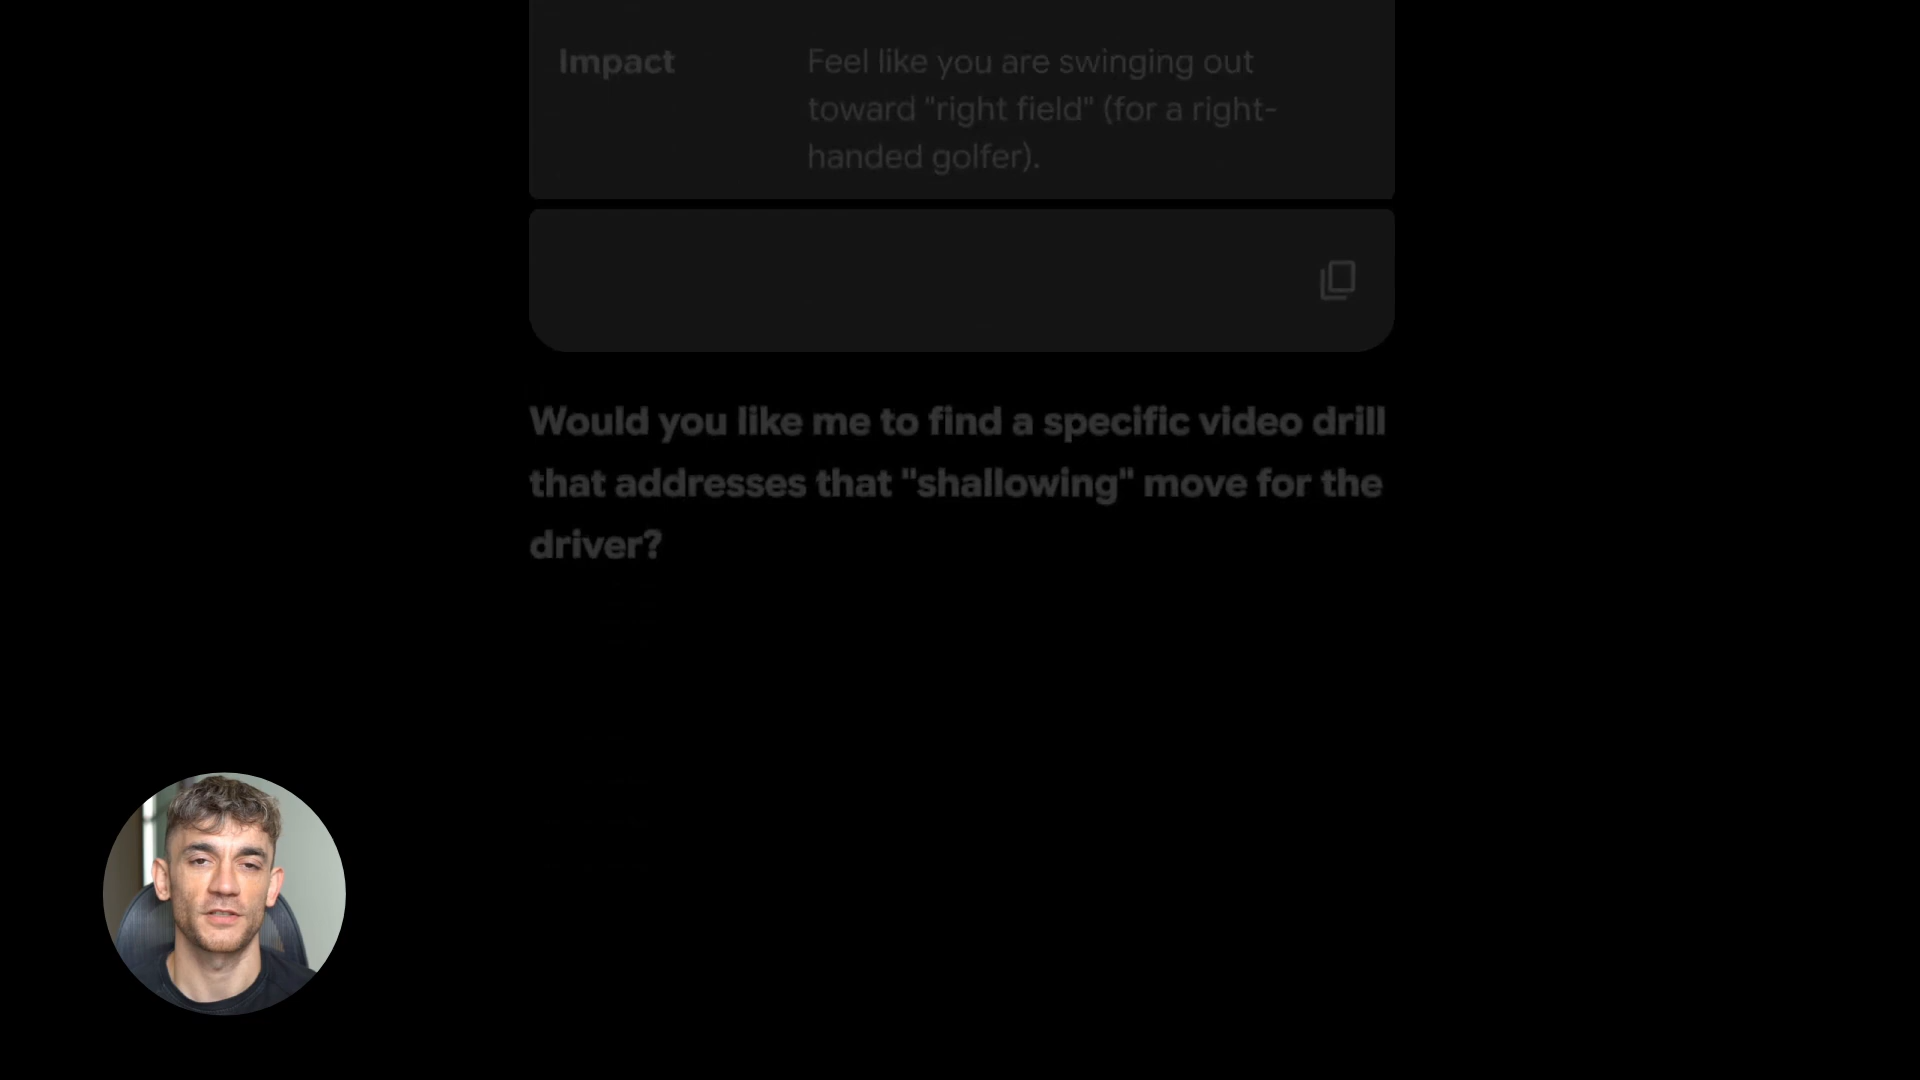 Impact
Feel like you are swinging out
toward "right field" (for a right-
handed golfer).
Would you like me to find a specific video drill
that addresses that "shallowing" move for the
driver?